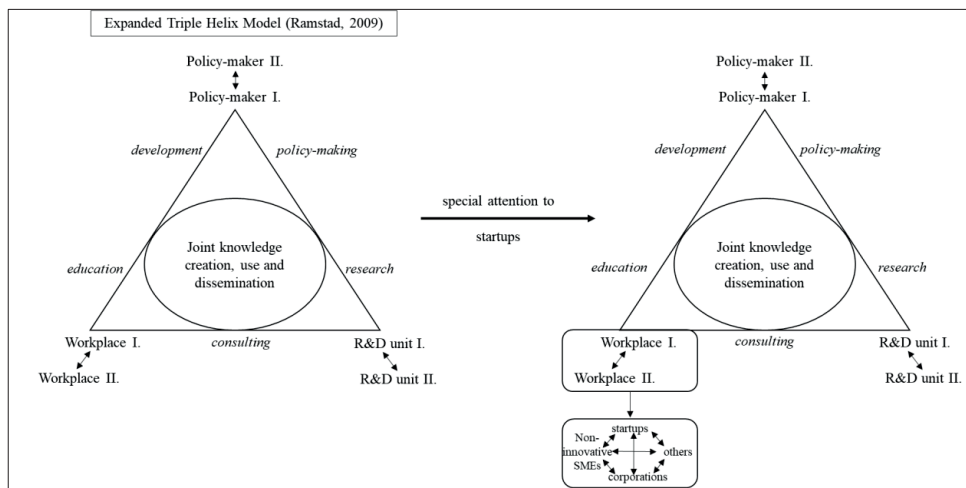 Expanded Triple Helix Model (Ramstad, 2009)
Policy-maker II.
Policy-maker I.
development
policy-making
Joint knowledge
creation, use and
dissemination
education
research
Workplace I.
consulting
R&D unit I.
Workplace II.
R&D unit II.
special attention to
startups
Policy-maker II.
Policy-maker I.
development
policy-making
Joint knowledge
creation, use and
dissemination
education
research
Workplace I.
consulting
R&D unit I.
Workplace II.
R&D unit II.
startups
Non-
innovative
SMEs
others
corporations